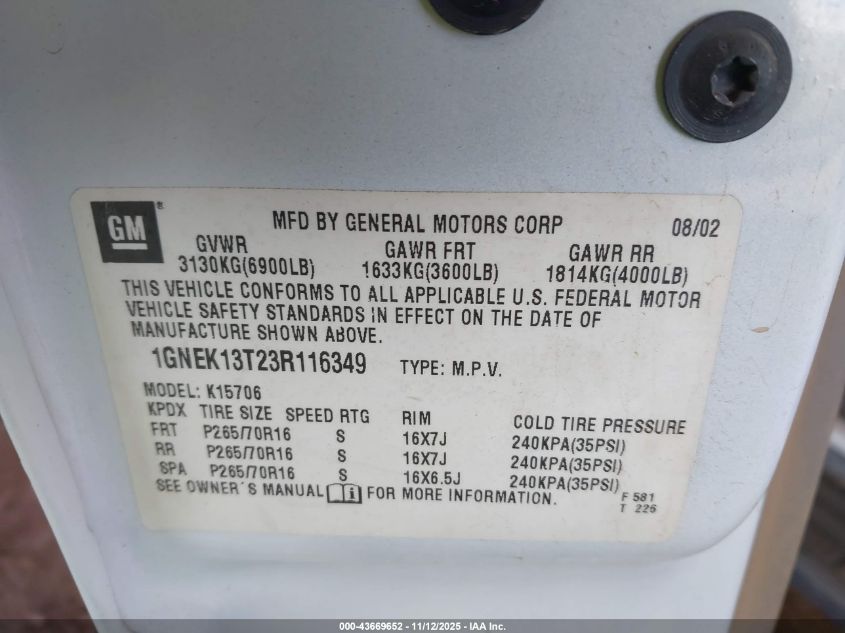 GM ®
MFD BY GENERAL MOTORS CORP 08/02
GVWR GAWR FRT GAWR RR
3130KG(6900LB) 1633KG(3600LB) 1814KG(4000LB)
THIS VEHICLE CONFORMS TO ALL APPLICABLE U.S. FEDERAL MOTOR
VEHICLE SAFETY STANDARDS IN EFFECT ON THE DATE OF
MANUFACTURE SHOWN ABOVE.
1GNEK13T23R116349 TYPE: M.P.V.
MODEL: K15706
KPDX TIRE SIZE SPEED RTG RIM COLD TIRE PRESSURE
FRT P265/70R16 S 16X7J 240KPA(35PSI)
RR P265/70R16 S 16X7J 240KPA(35PSI)
SPA P265/70R16 S 16X6.5J 240KPA(35PSI)
SEE OWNER'S MANUAL FOR MORE INFORMATION.
F 581
T 226
000-43669652 - 11/12/2025 - IAA Inc.